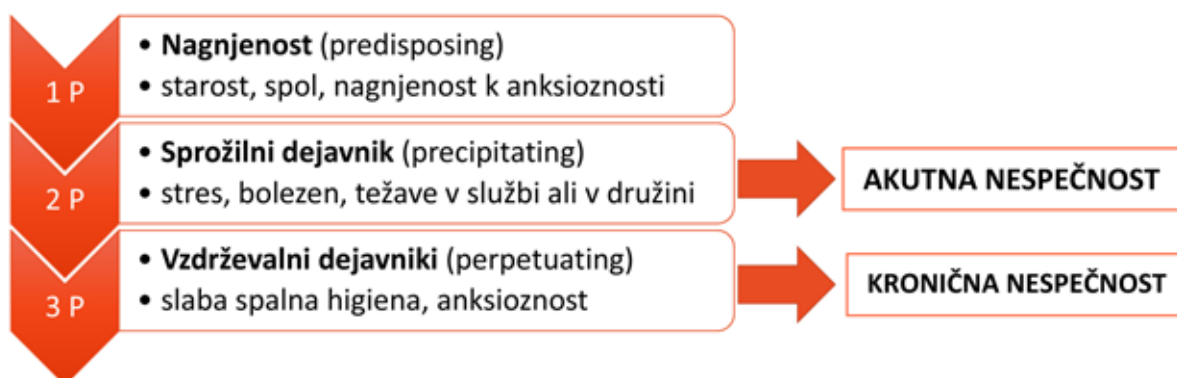 1 P
• Nagnjenost (predisposing)
• starost, spol, nagnjenost k anksioznosti
2 P
• Sprožilni dejavnik (precipitating)
• stres, bolezen, težave v službi ali v družini
AKUTNA NESPEČNOST
3 P
• Vzdrževalni dejavniki (perpetuating)
• slaba spalna higiena, anksioznost
KRONIČNA NESPEČNOST